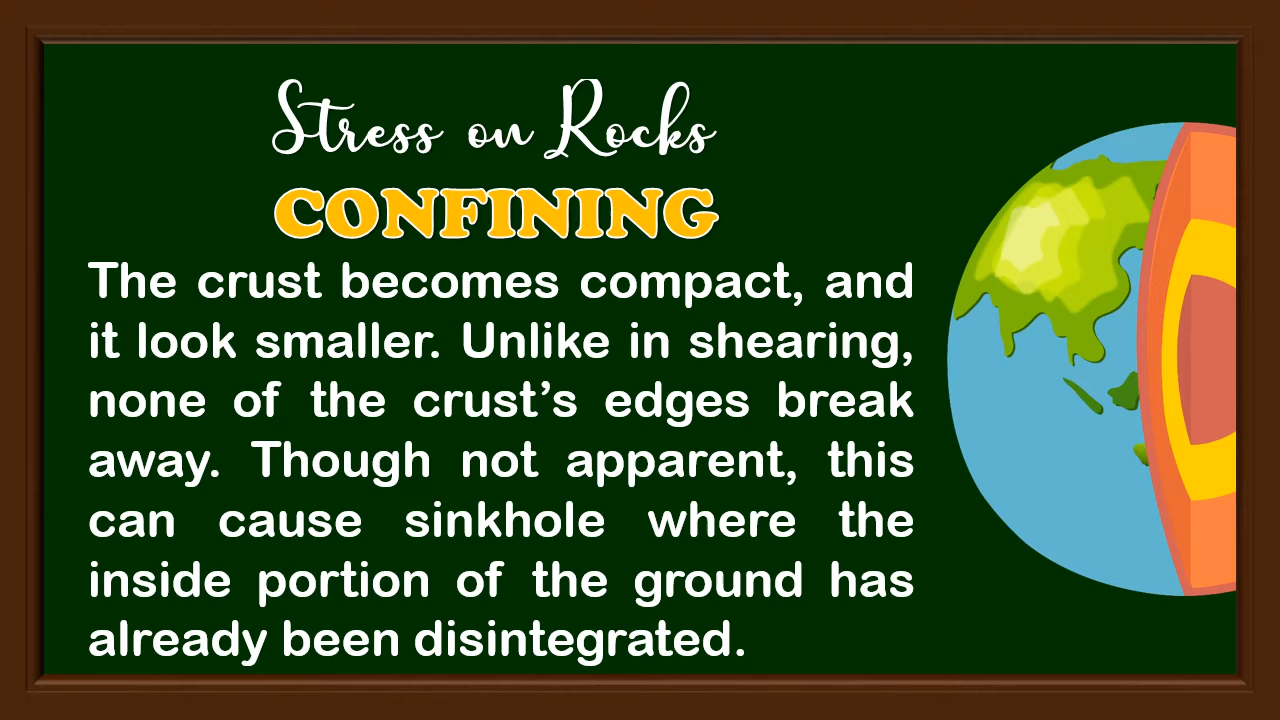 Stress on Rocks
CONFINING
The crust becomes compact, and
it look smaller. Unlike in shearing,
none of the crust’s edges break
away. Though not apparent, this
can cause sinkhole where the
inside portion of the ground has
already been disintegrated.